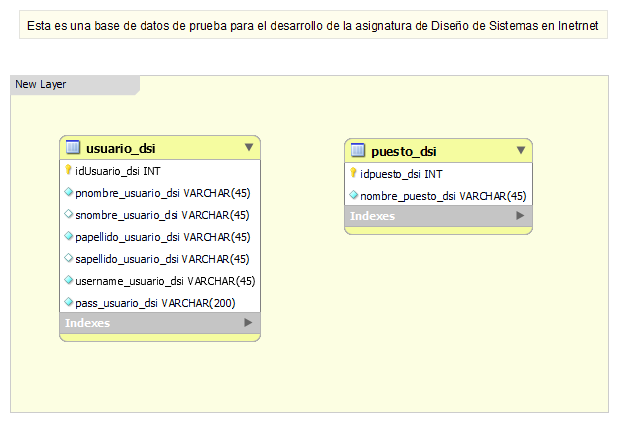 Esta es una base de datos de prueba para el desarrollo de la asignatura de Diseño de Sistemas en Inetrnet
New Layer
usuario_dsi
idUsuario_dsi INT
pnombre_usuario_dsi VARCHAR(45)
snombre_usuario_dsi VARCHAR(45)
papellido_usuario_dsi VARCHAR(45)
sapellido_usuario_dsi VARCHAR(45)
username_usuario_dsi VARCHAR(45)
pass_usuario_dsi VARCHAR(200)
Indexes
puesto_dsi
idpuesto_dsi INT
nombre_puesto_dsi VARCHAR(45)
Indexes